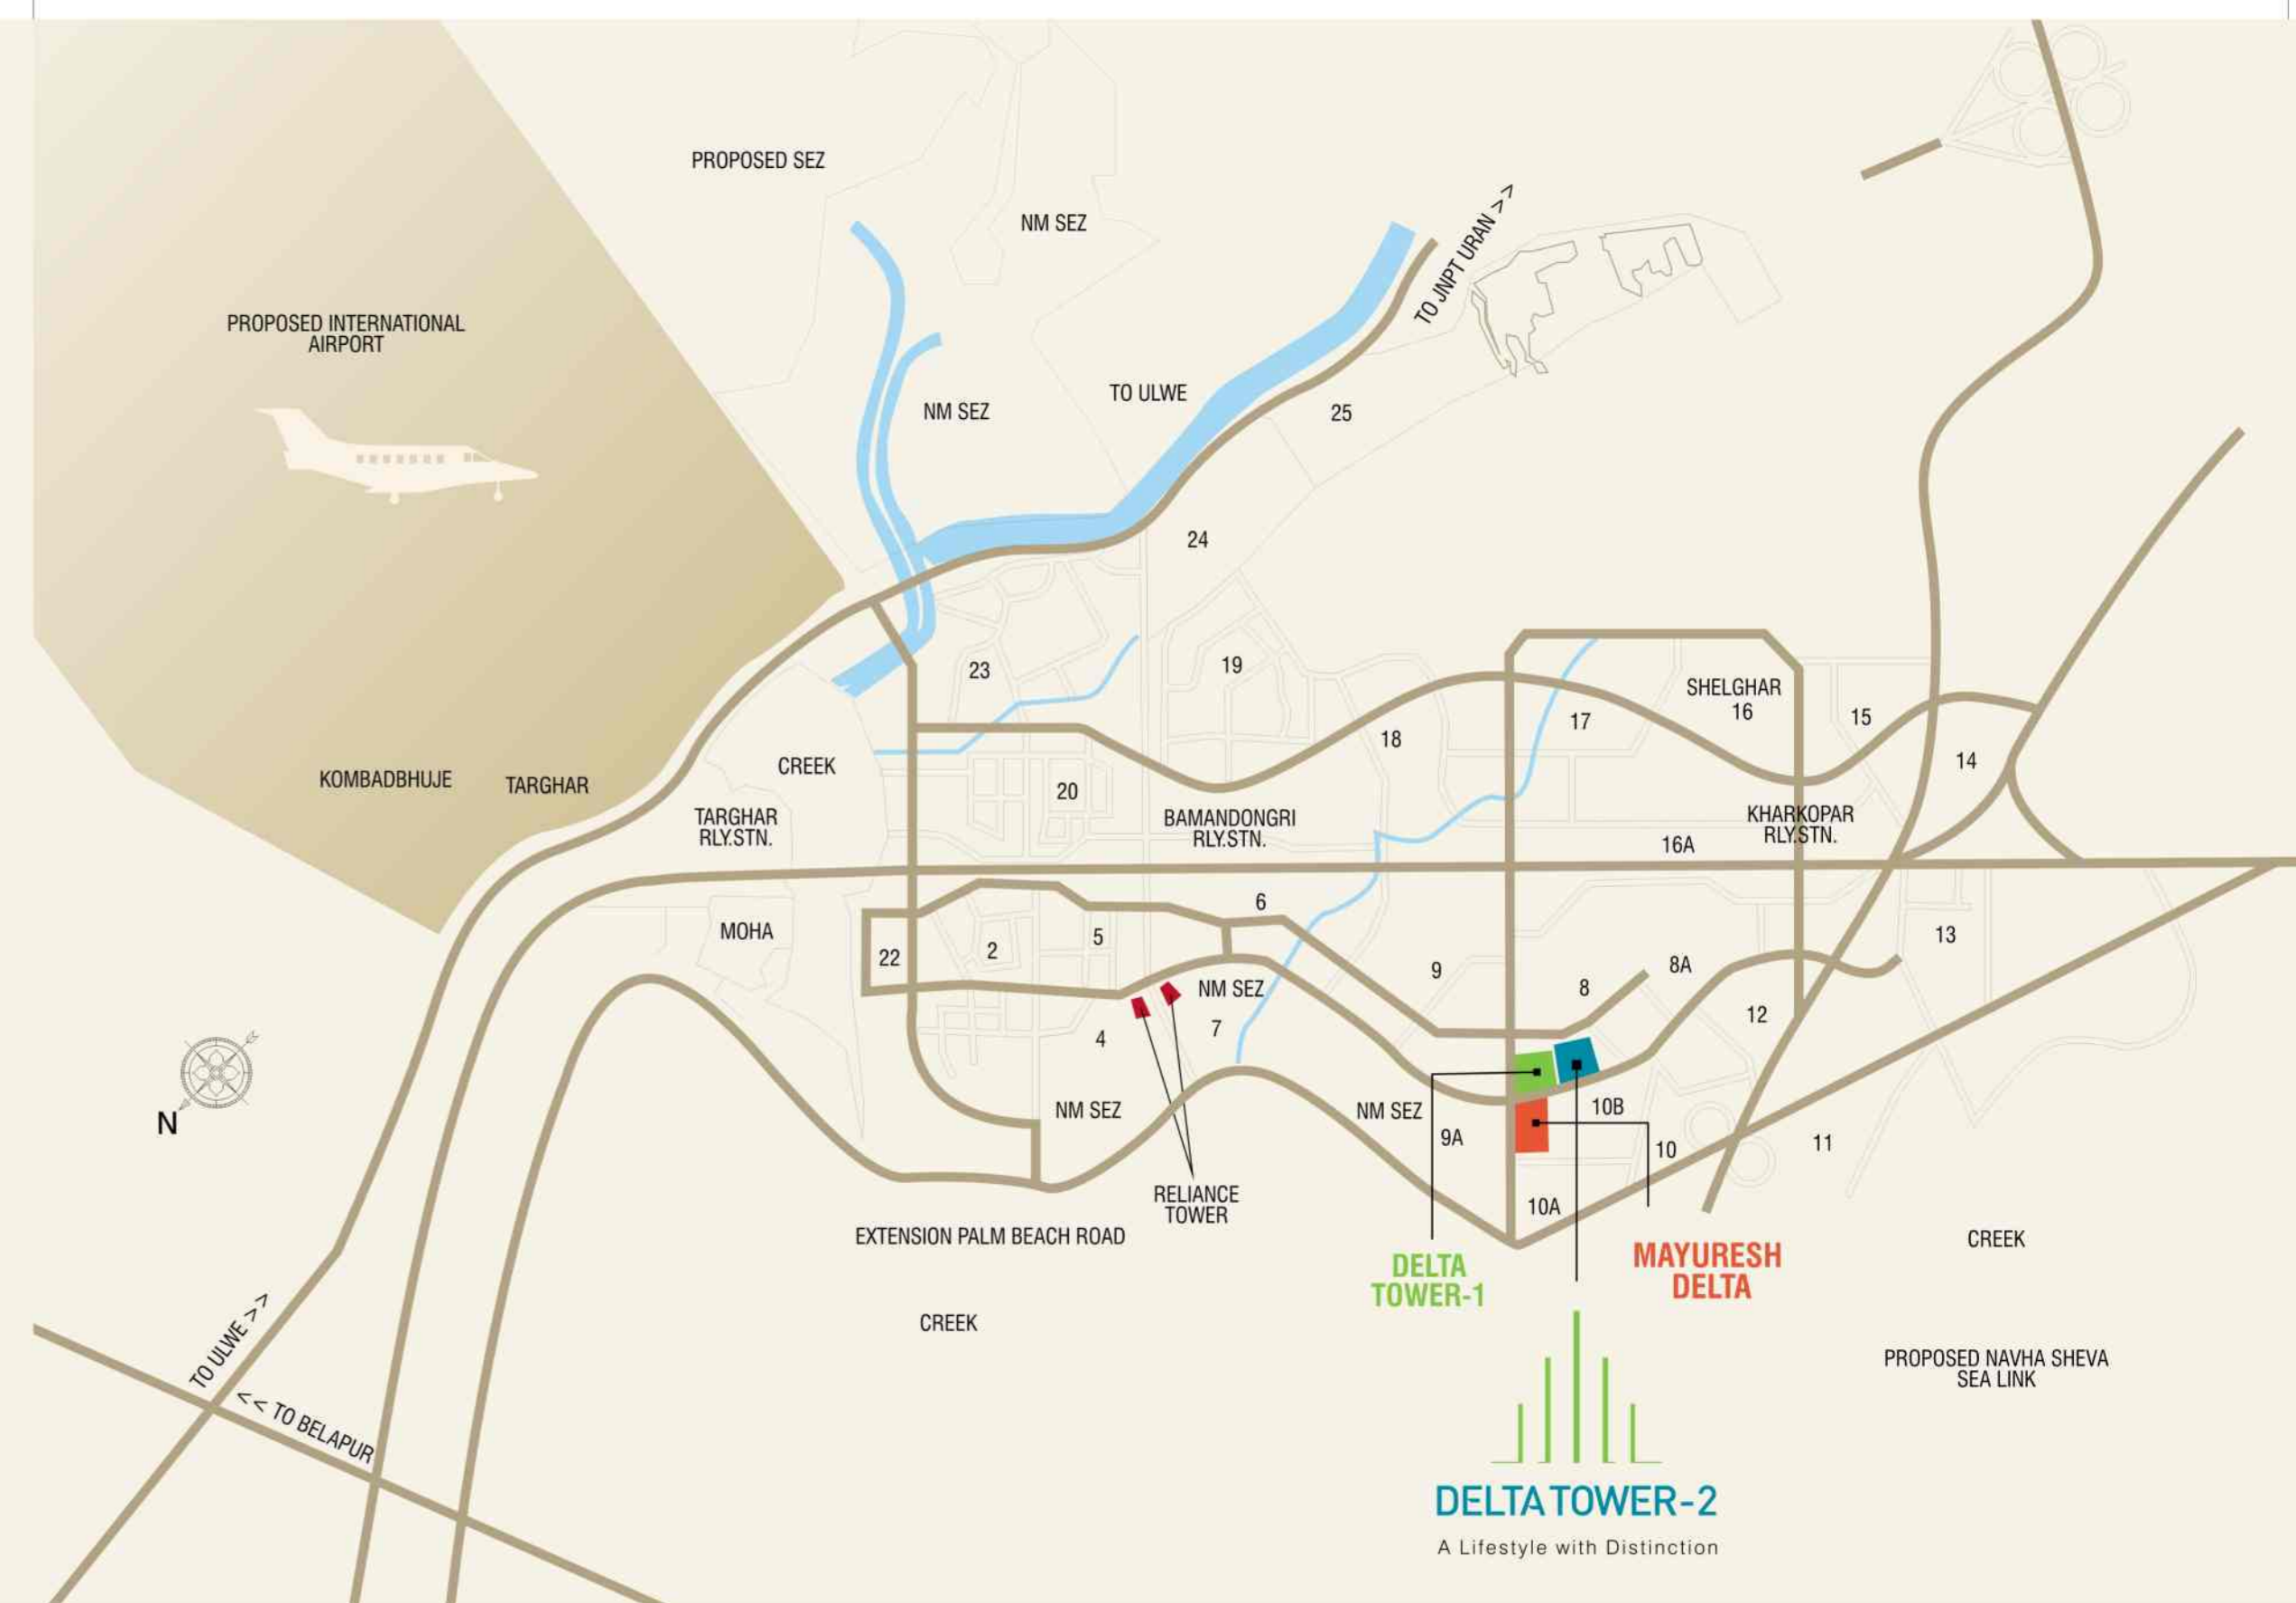 PROPOSED SEZ
NM SEZ
TO JNPT URAN >>
PROPOSED INTERNATIONAL
AIRPORT
NM SEZ
TO ULWE
25
24
23
19
SHELGHAR
16
17
15
18
14
CREEK
KOMBADBHUJE
TARGHAR
20
TARGHAR
RLY.STN.
BAMANDONGRI
RLY.STN.
KHARKOPAR
RLY.STN.
16A
6
MOHA
22
2
5
13
9
8A
8
NM SEZ
7
4
12
N
NM SEZ
NM SEZ
10B
9A
10
11
RELIANCE
TOWER
10A
EXTENSION PALM BEACH ROAD
CREEK
DELTA
TOWER-1
MAYURESH
DELTA
CREEK
TO ULWE >>
<< TO BELAPUR
PROPOSED NAVHA SHEVA
SEA LINK
DELTA TOWER-2
A Lifestyle with Distinction